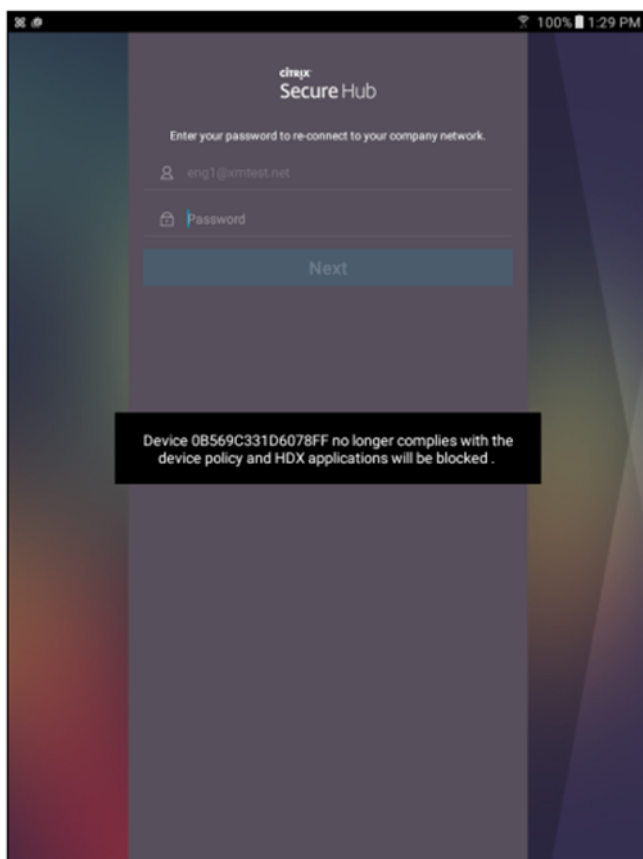 100% 1:29 PM
citrix
Secure Hub
Enter your password to re-connect to your company network.
eng1@xmtest.net
Password
Next
Device 0B569C331D6078FF no longer complies with the
device policy and HDX applications will be blocked .